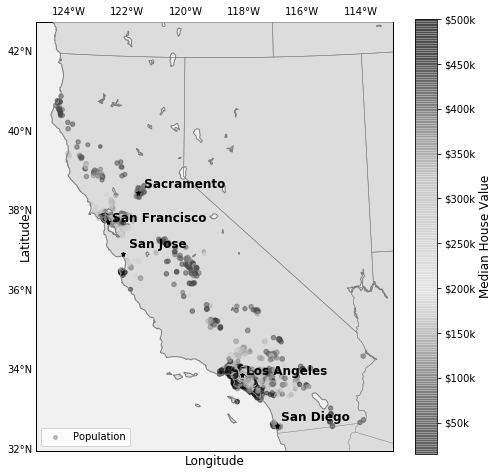 124°W 122°W 120°W 118°W 116°W 114°W
42°N
40°N
38°N
36°N
34°N
32°N
Latitude
Longitude
Sacramento
San Francisco
San Jose
Los Angeles
San Diego
Population
$500k
$450k
$400k
$350k
$300k
$250k
$200k
$150k
$100k
$50k
Median House Value